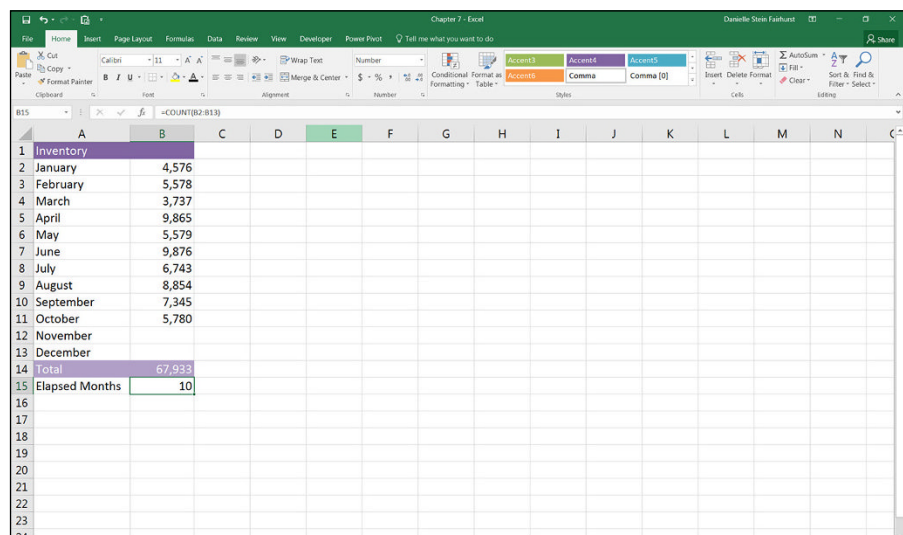 Chapter 7 - Excel
Danielle Stein Fairhurst
File Home Insert Page Layout Formulas Data Review View Developer Power Pivot Tell me what you want to do
Share
Paste
Cut
Copy
Format Painter
Clipboard
Calibri 11
B I U
Font
Wrap Text
Merge & Center
Alignment
Number
$ % ,
Number
Conditional Formatting
Format as Table
Accent3 Accent4 Accent5
Accent6 Comma Comma [0]
Styles
Insert Delete Format
Cells
AutoSum
Fill
Clear
Sort & Filter
Find & Select
Editing
B15 fx =COUNT(B2:B13)
A B C D E F G H I J K L M N
1 Inventory
2 January 4,576
3 February 5,578
4 March 3,737
5 April 9,865
6 May 5,579
7 June 9,876
8 July 6,743
9 August 8,854
10 September 7,345
11 October 5,780
12 November
13 December
14 Total 67,933
15 Elapsed Months 10
16
17
18
19
20
21
22
23